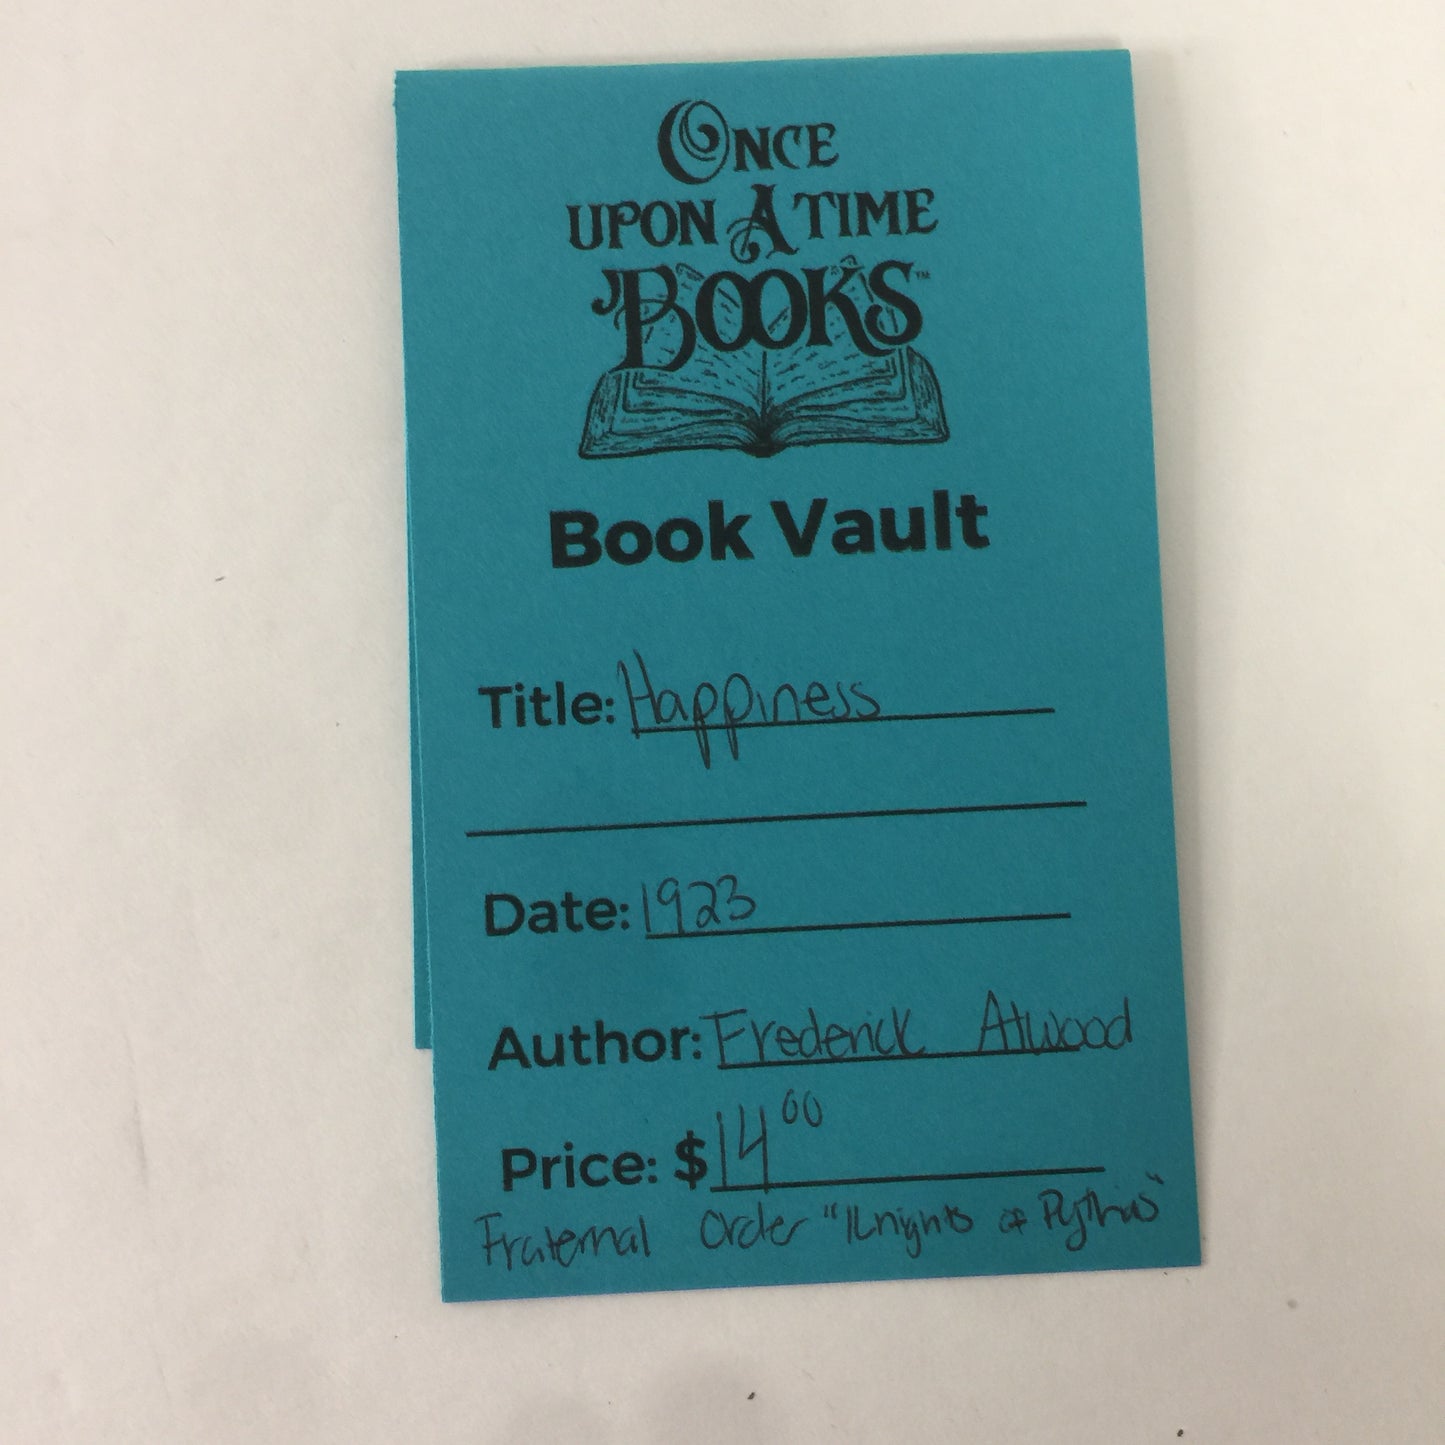 ONCE
UPON A TIME
BOOKS™
Book Vault
Title: Happiness
Date: 1923
Author: Frederick Atwood
Price: $14.00
Fraternal Order "Knights of Pythias"